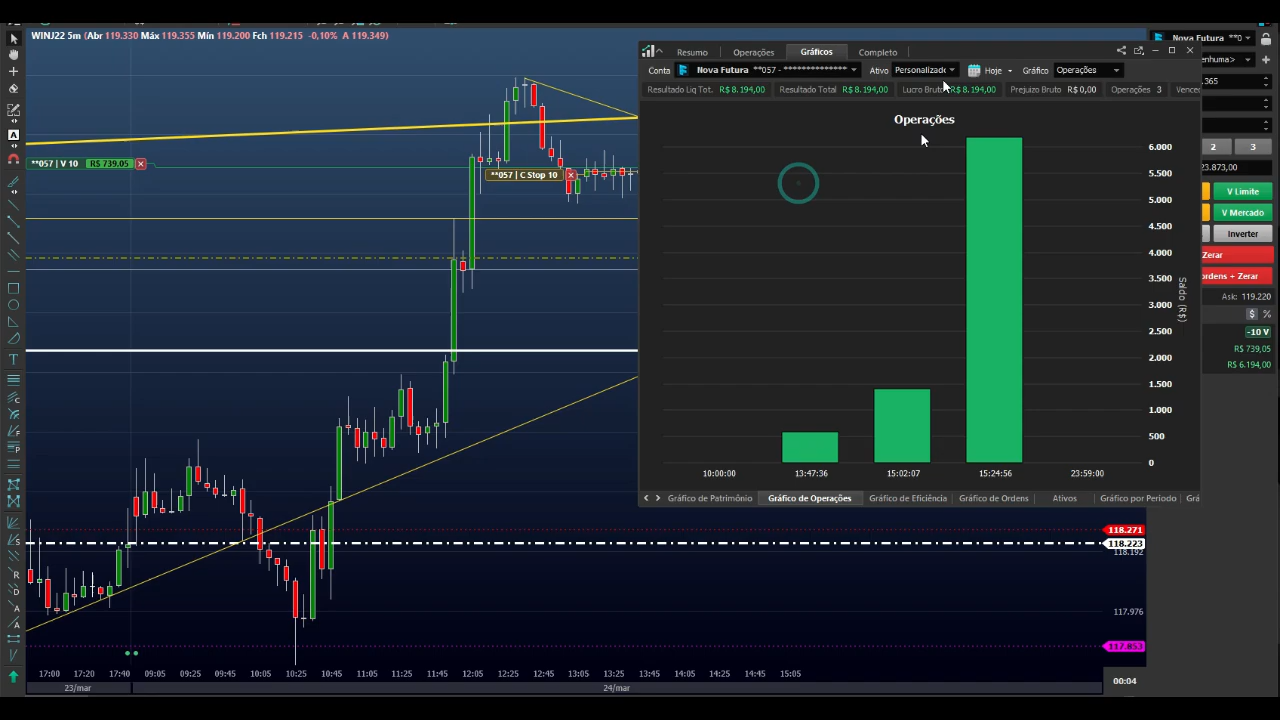 WINJ22 5m (Abr 119.330 Máx 119.355 Mín 119.200 Fch 119.215 -0,10% A 119.349)
**057 | V 10 R$ 739,05
**057 | C Stop 10
Resumo Operações Gráficos Completo
Conta Nova Futura **057 - *************** Ativo Personalizado Hoje Gráfico Operações
Resultado Liq Tot. R$ 8.194,00 Resultado Total R$ 8.194,00 Lucro Bruto R$ 8.194,00 Prejuizo Bruto R$ 0,00 Operações 3
Operações
6.000
5.500
5.000
4.500
4.000
3.500
3.000
2.500
2.000
1.500
1.000
500
0
Saldo (R$)
10:00:00 13:47:36 15:02:07 15:24:56 23:59:00
Gráfico de Patrimônio Gráfico de Operações Gráfico de Eficiência Gráfico de Ordens Ativos Gráfico por Periodo
Nova Futura **0
2 3
23.873,00
V Limite
V Mercado
Inverter
Zerar
+ Zerar
Ask: 119.220
$ %
-10 V
R$ 739,05
R$ 6.194,00
118.271
118.223
118.192
117.976
117.853
17:00 17:20 17:40 09:05 09:25 09:45 10:05 10:25 10:45 11:05 11:25 11:45 12:05 12:25 12:45 13:05 13:25 13:45 14:05 14:25 14:45 15:05
23/mar 24/mar
00:04